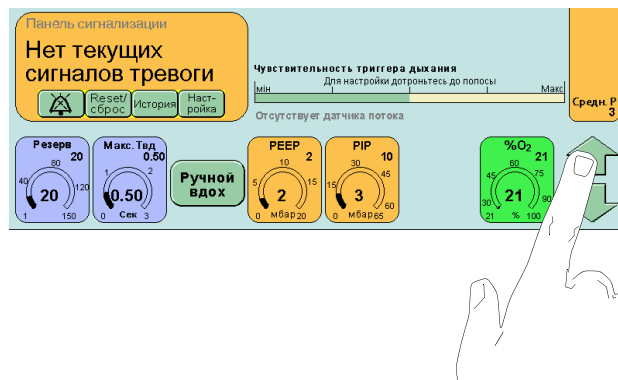 Панель сигнализации
Нет текущих
сигналов тревоги
Reset/
сброс
История
Наст-
ройка
Чувствительность триггера дыхания
Для настройки дотроньтесь до полосы
мін
Макс
Отсутствует датчика потока
Средн. P
3
Резерв
20
80
40
120
20
1
150
Макс. Твд
0.50
1
2
0.50
0
Сек
3
Ручной
вдох
PEEP
2
10
5
15
2
0
мбар
20
PIP
10
30
15
45
3
60
0
мбар
65
%O2
21
60
45
75
30
90
21
21
%
100